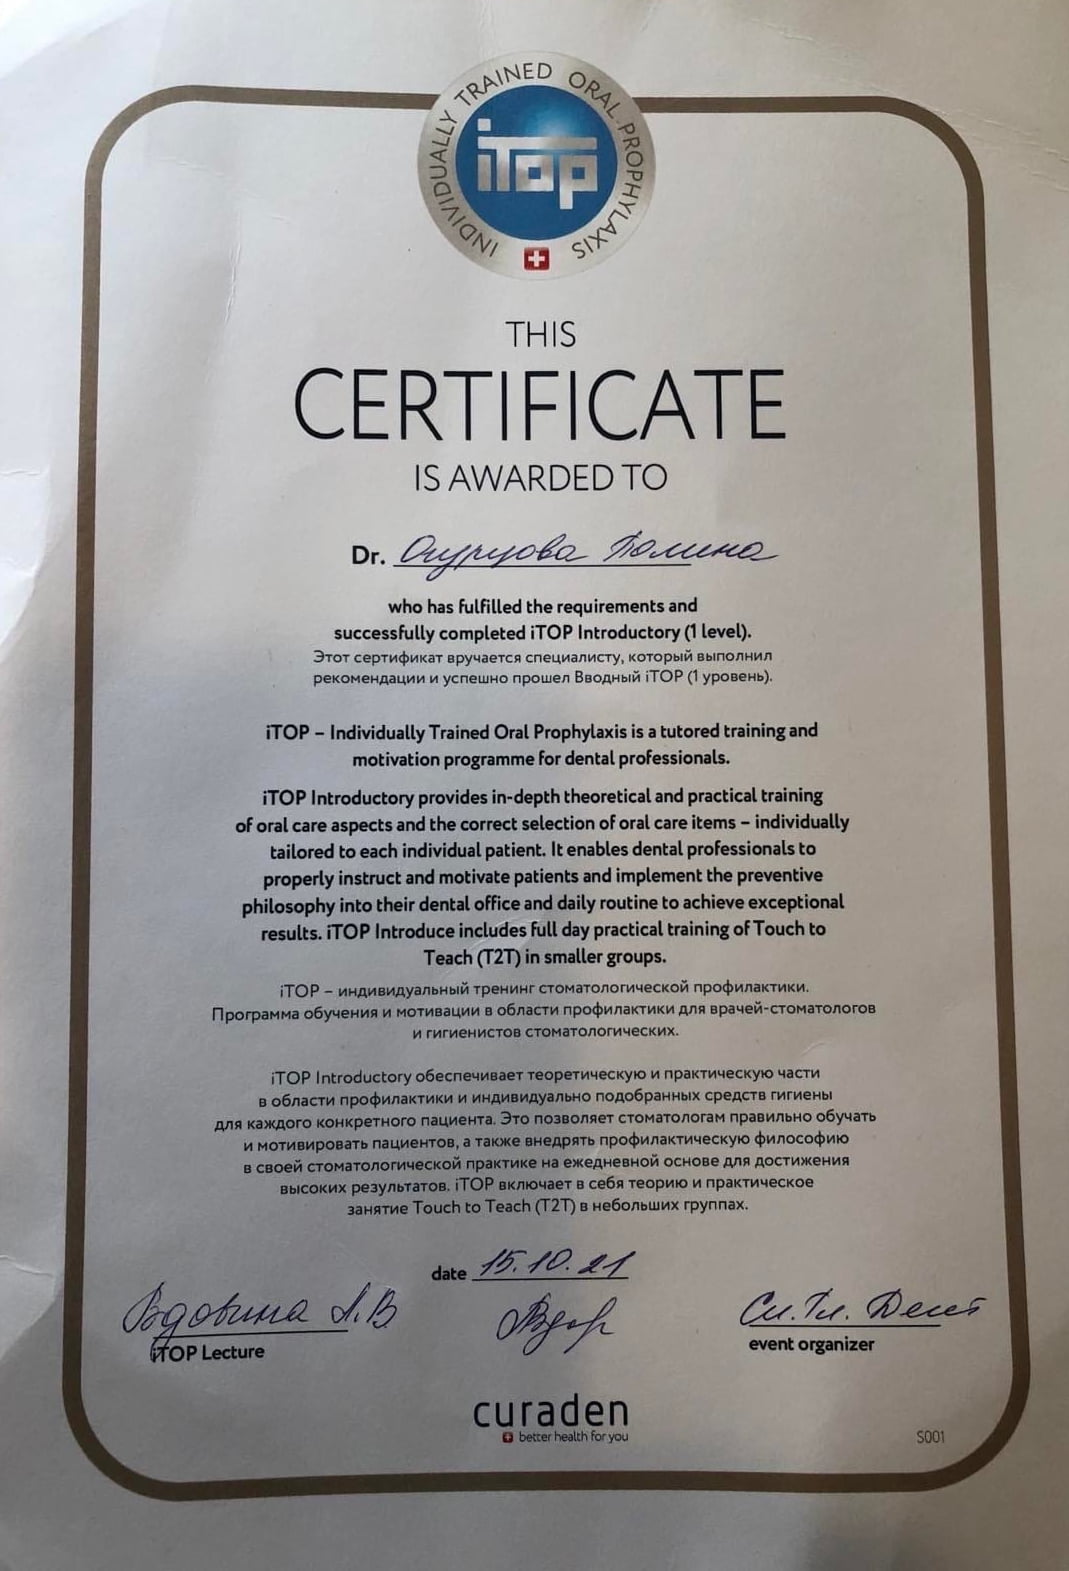 INDIVIDUALLY TRAINED ORAL PROPHYLAXIS
iTop
THIS
CERTIFICATE
IS AWARDED TO
Dr. Огурцова Полина
who has fulfilled the requirements and
successfully completed iTOP Introductory (1 level).
Этот сертификат вручается специалисту, который выполнил
рекомендации и успешно прошел Вводный iTOP (1 уровень).
iTOP – Individually Trained Oral Prophylaxis is a tutored training and
motivation programme for dental professionals.
iTOP Introductory provides in-depth theoretical and practical training
of oral care aspects and the correct selection of oral care items – individually
tailored to each individual patient. It enables dental professionals to
properly instruct and motivate patients and implement the preventive
philosophy into their dental office and daily routine to achieve exceptional
results. iTOP Introduce includes full day practical training of Touch to
Teach (T2T) in smaller groups.
iTOP – индивидуальный тренинг стоматологической профилактики.
Программа обучения и мотивации в области профилактики для врачей-стоматологов
и гигиенистов стоматологических.
iTOP Introductory обеспечивает теоретическую и практическую части
в области профилактики и индивидуально подобранных средств гигиены
для каждого конкретного пациента. Это позволяет стоматологам правильно обучать
и мотивировать пациентов, а также внедрять профилактическую философию
в своей стоматологической практике на ежедневной основе для достижения
высоких результатов. iTOP включает в себя теорию и практическое
занятие Touch to Teach (T2T) в небольших группах.
date 15.10.21
Вдовина А.В.
iTOP Lecture
event organizer
curaden
better health for you
S001